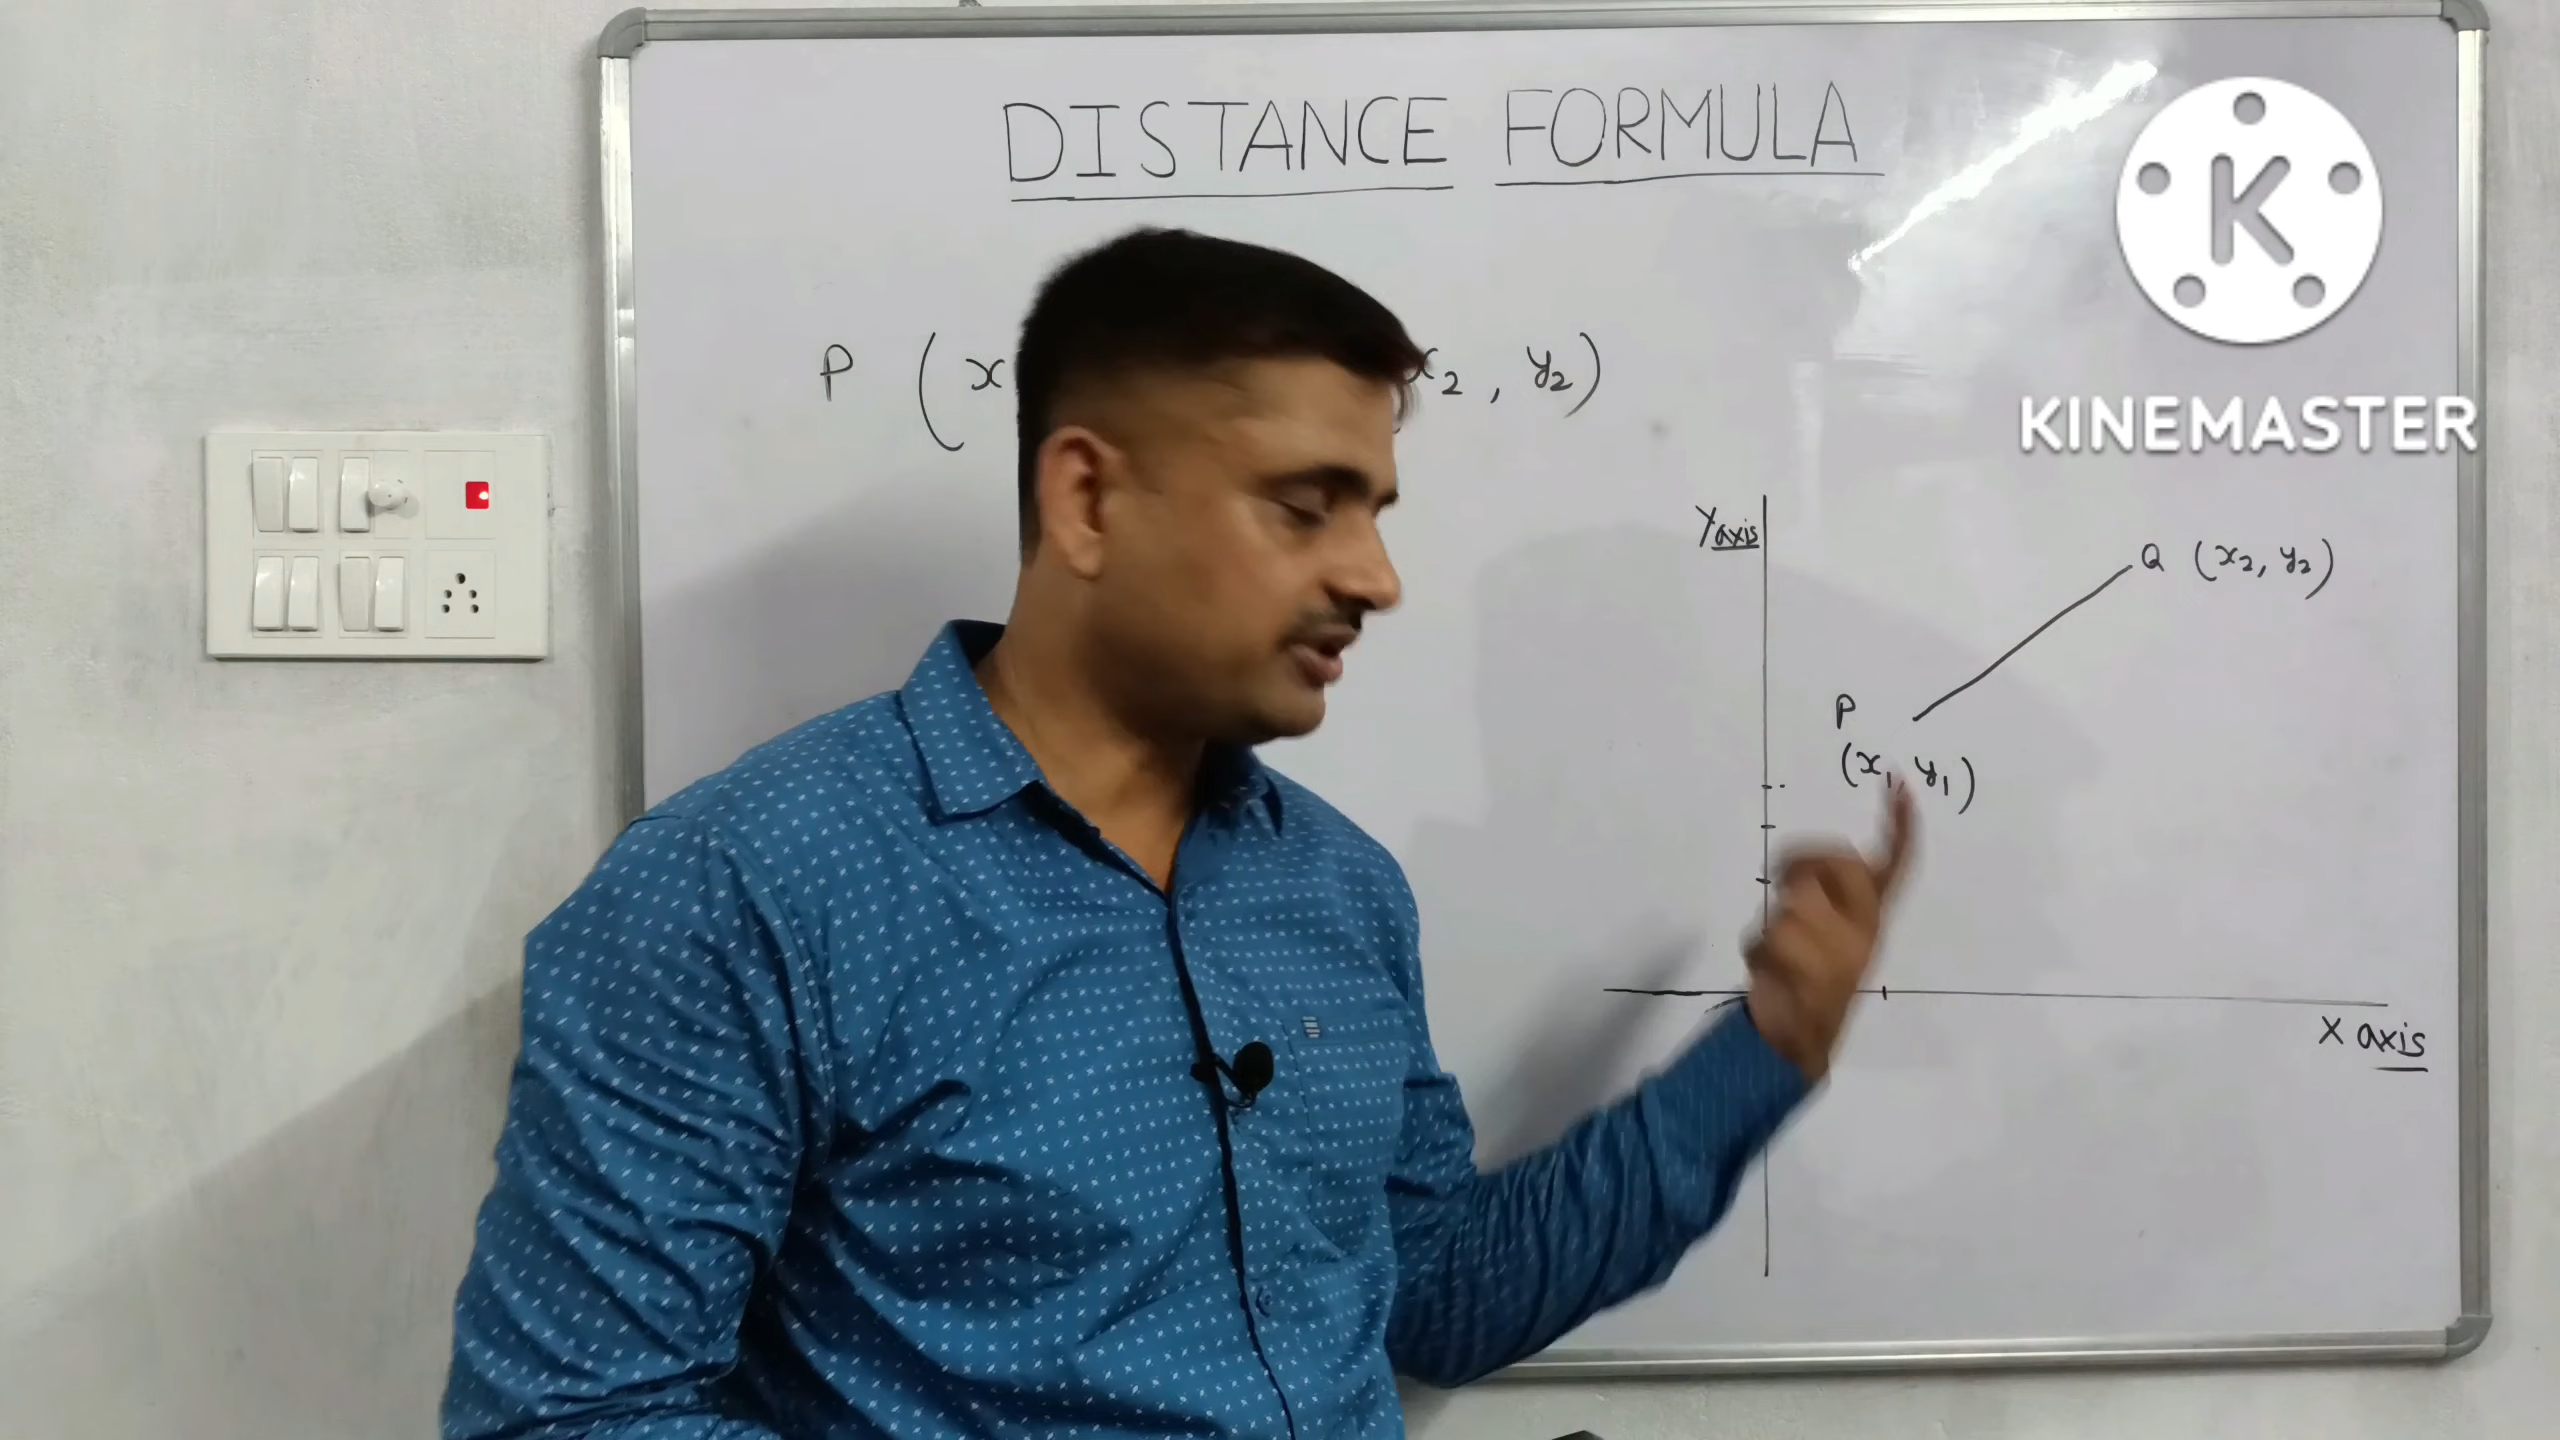 DISTANCE FORMULA
P (x x2, y2)
K
KINEMASTER
Y axis
Q (x2, y2)
P
(x1, y1)
X axis